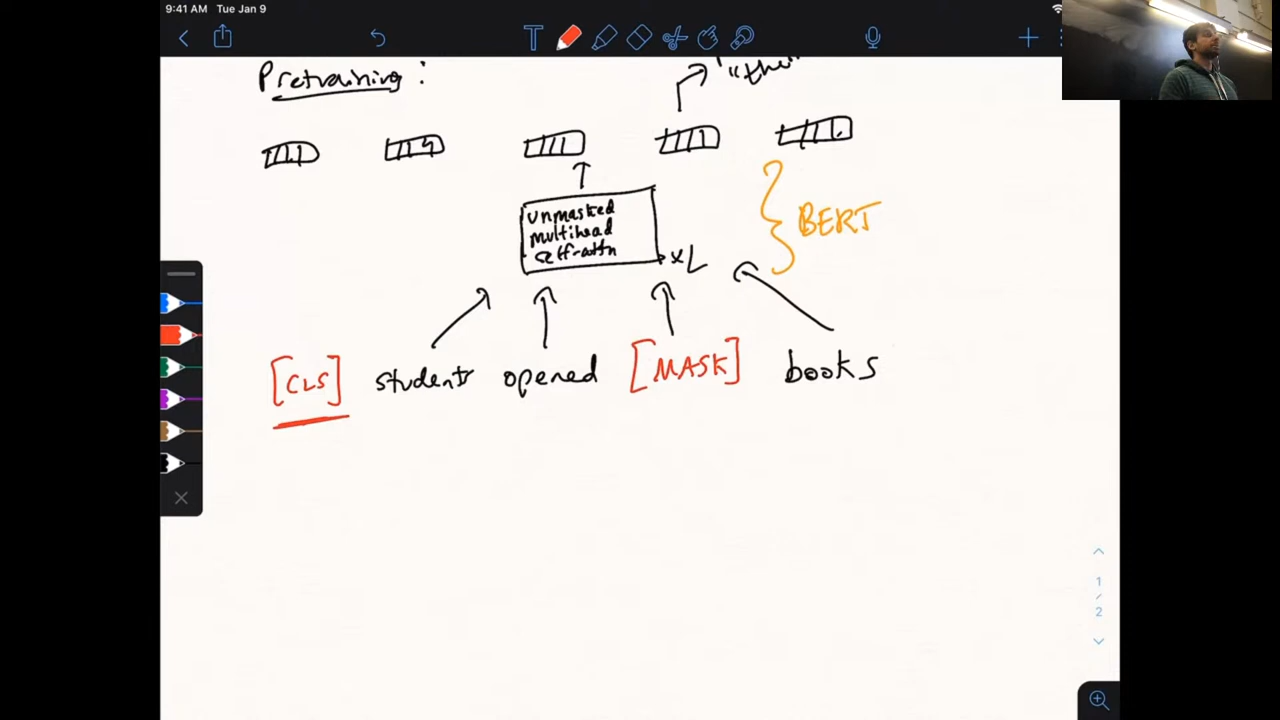 9:41 AM Tue Jan 9
Pretraining:
unmasked
multihead
self-attn
xL
BERT
[CLS] students opened [MASK] books
1
/
2